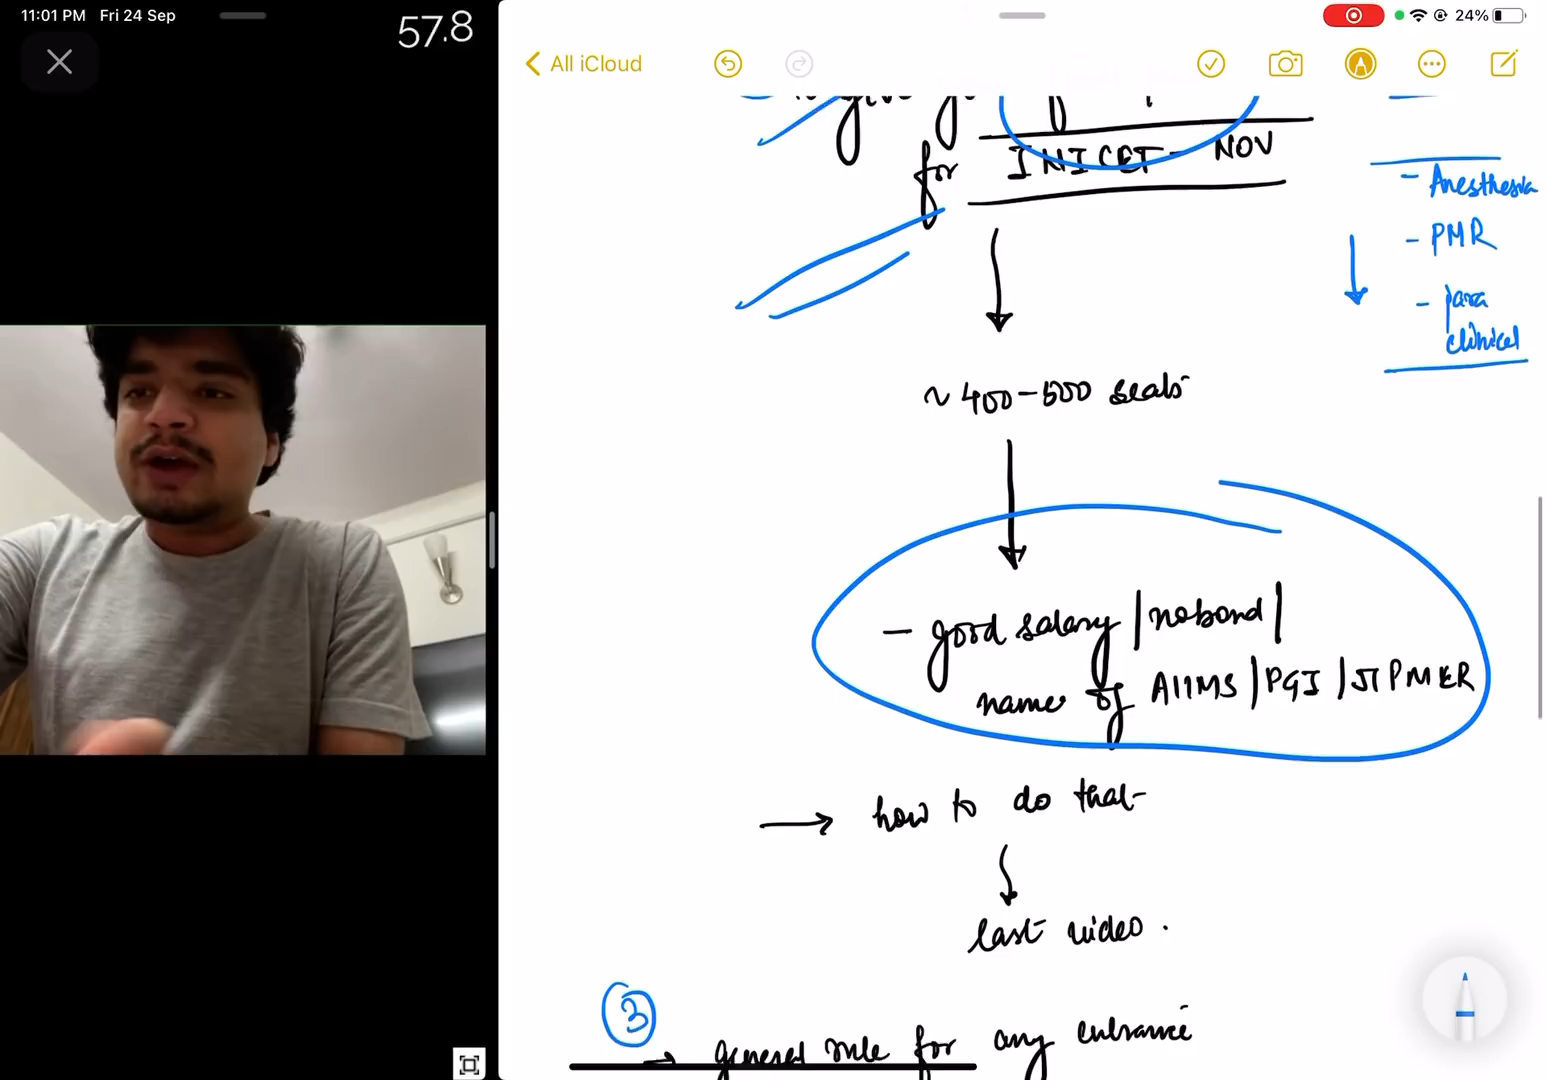 11:01 PM Fri 24 Sep
57.8
24%
All iCloud
for INICET - NOV
- Anesthesia
- PMR
- para
clinical
~ 400-500 seats
- good salary | no bond |
name of AIIMS | PGI | JIPMER
→ how to do that
last video.
3
→ general rule for any entrance